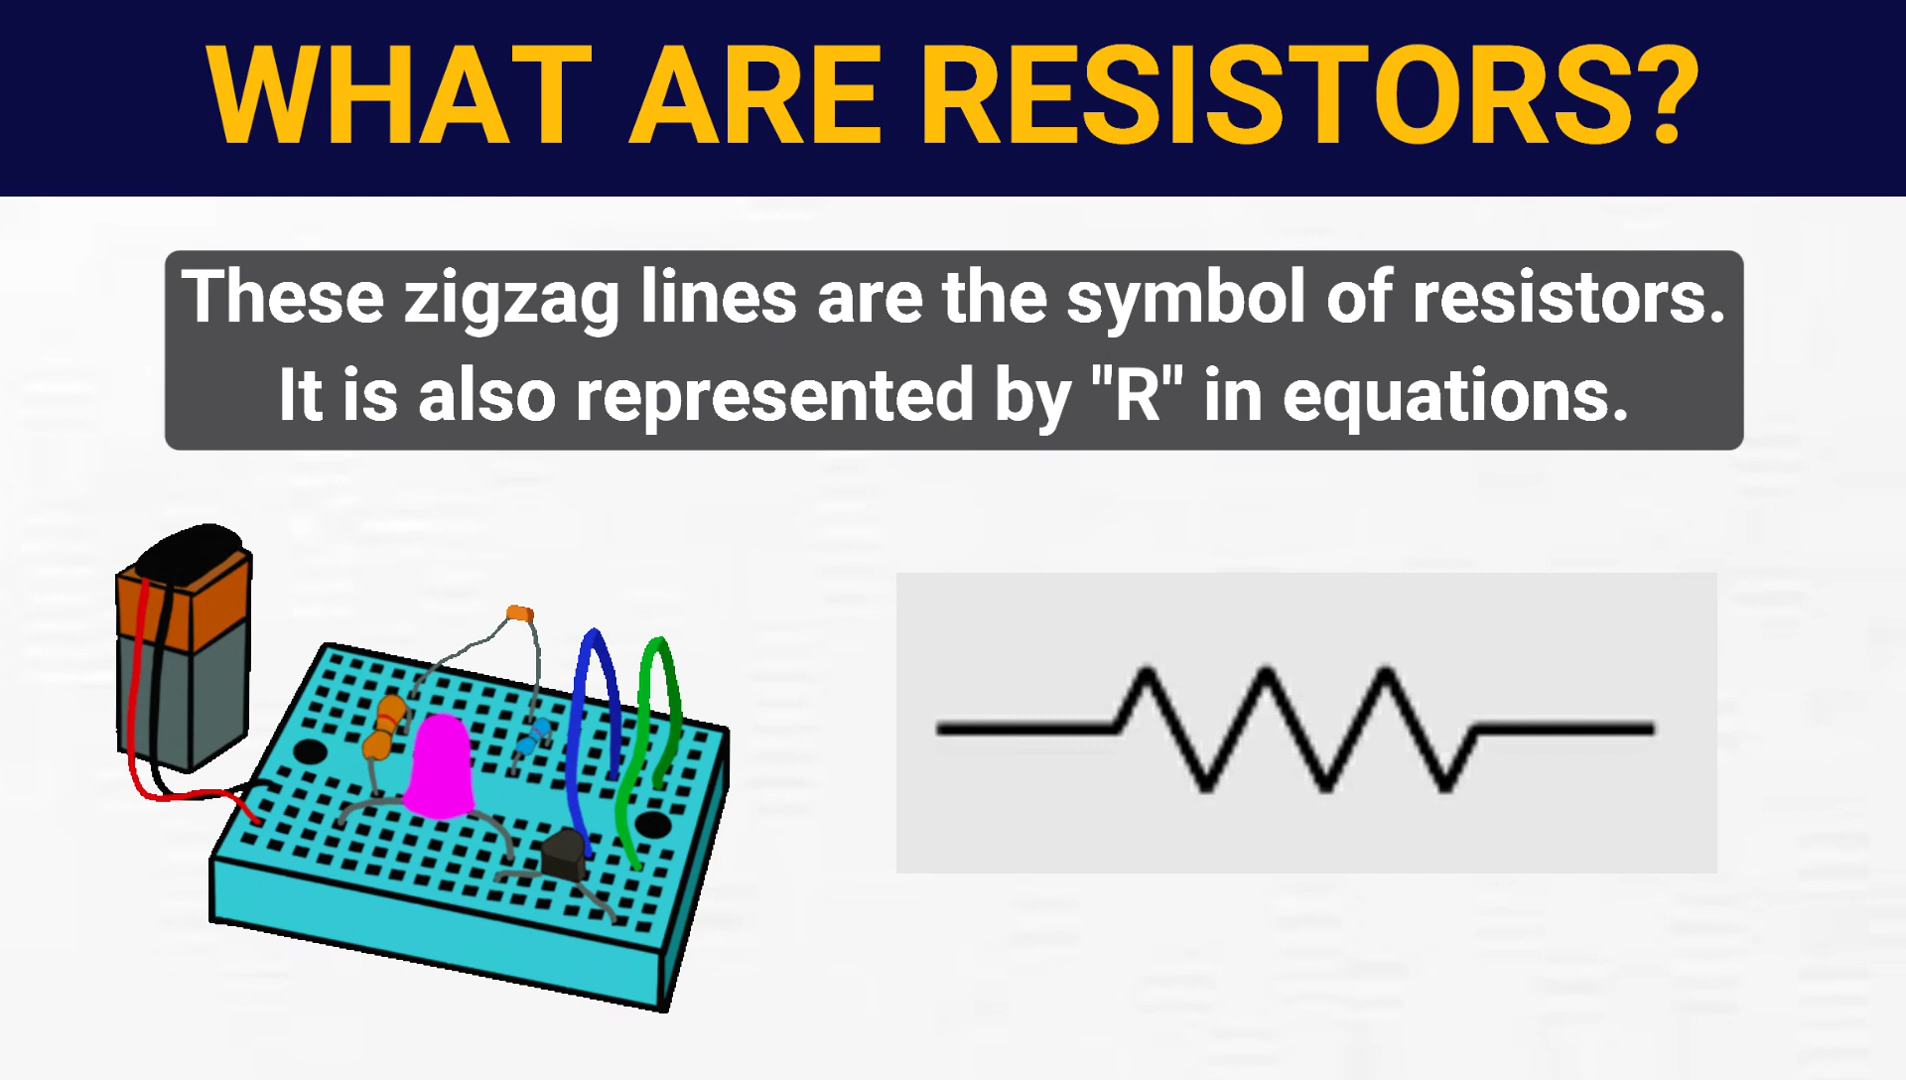 WHAT ARE RESISTORS?
These zigzag lines are the symbol of resistors.
It is also represented by "R" in equations.